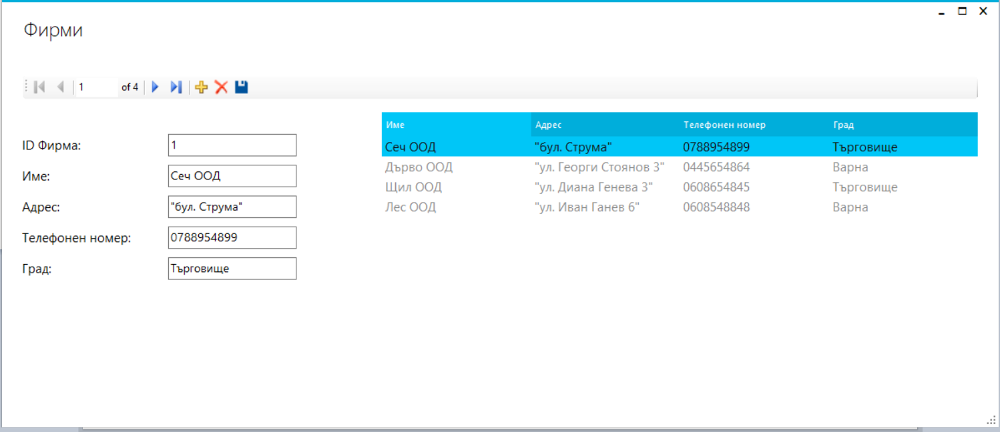 Фирми
1 of 4
ID Фирма: 1
Име: Сеч ООД
Адрес: "бул. Струма"
Телефонен номер: 0788954899
Град: Търговище
Име Адрес Телефонен номер Град
Сеч ООД "бул. Струма" 0788954899 Търговище
Дърво ООД "ул. Георги Стоянов 3" 0445654864 Варна
Щил ООД "ул. Диана Генева 3" 0608654845 Търговище
Лес ООД "ул. Иван Ганев 6" 0608548848 Варна